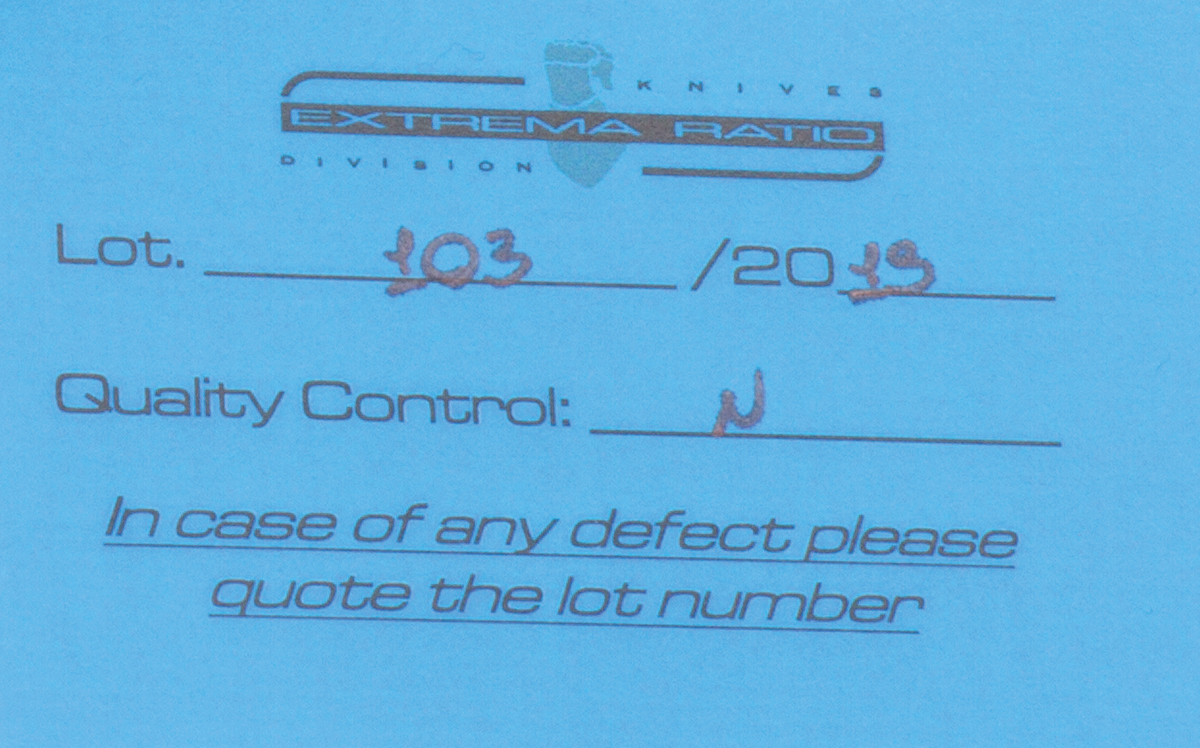 KNIVES
EXTREMA RATIO
DIVISION
Lot. 103 /2019
Quality Control: N
In case of any defect please
quote the lot number